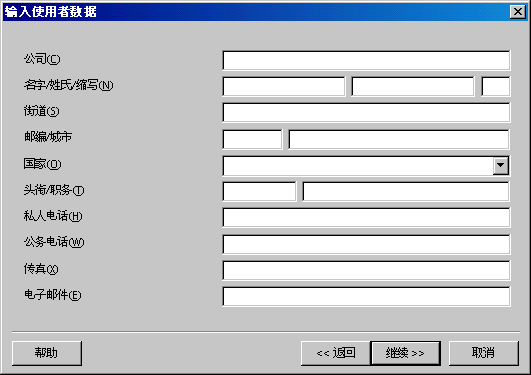 输入使用者数据
公司(C)
名字/姓氏/缩写(N)
街道(S)
邮编/城市
国家(O)
头衔/职务-(T)
私人电话(H)
公务电话(W)
传真(X)
电子邮件(E)
帮助 << 返回 继续 >> 取消